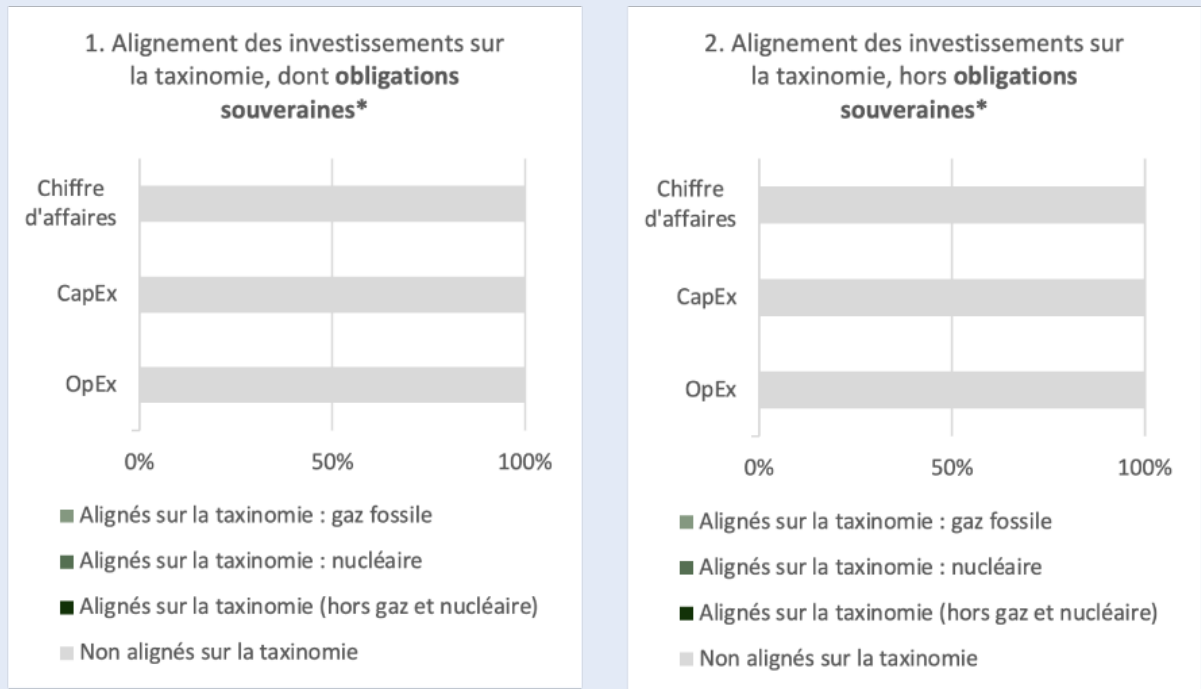 1. Alignement des investissements sur
la taxinomie, dont obligations
souveraines*
Chiffre
d'affaires
CapEx
OpEx
0% 50% 100%
Alignés sur la taxinomie : gaz fossile
Alignés sur la taxinomie : nucléaire
Alignés sur la taxinomie (hors gaz et nucléaire)
Non alignés sur la taxinomie
2. Alignement des investissements sur
la taxinomie, hors obligations
souveraines*
Chiffre
d'affaires
CapEx
OpEx
0% 50% 100%
Alignés sur la taxinomie : gaz fossile
Alignés sur la taxinomie : nucléaire
Alignés sur la taxinomie (hors gaz et nucléaire)
Non alignés sur la taxinomie